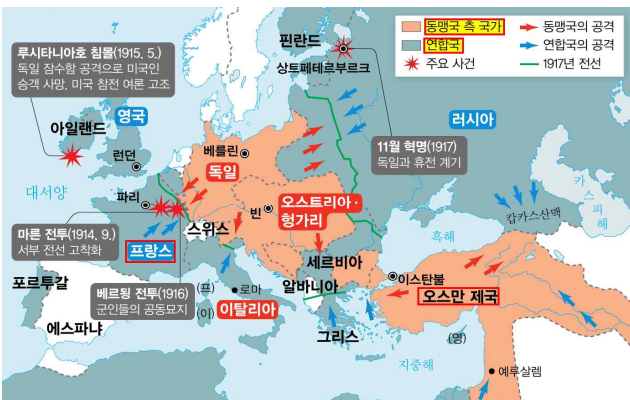 루시타니아호 침몰(1915. 5.)
독일 잠수함 공격으로 미국인
승객 사망, 미국 참전 여론 고조
핀란드
상트페테르부르크
동맹국 측 국가
동맹국의 공격
연합국
연합국의 공격
주요 사건
1917년 전선
영국
아일랜드
런던
베를린
독일
러시아
11월 혁명(1917)
독일과 휴전 계기
대서양
파리
빈
오스트리아·
헝가리
카스피해
캅카스산맥
마른 전투(1914. 9.)
서부 전선 고착화
프랑스
스위스
흑해
세르비아
포르투갈
베르됭 전투(1916)
군인들의 공동묘지
(프)
로마
알바니아
이스탄불
오스만 제국
(이)
이탈리아
에스파냐
그리스
(영)
지중해
예루살렘